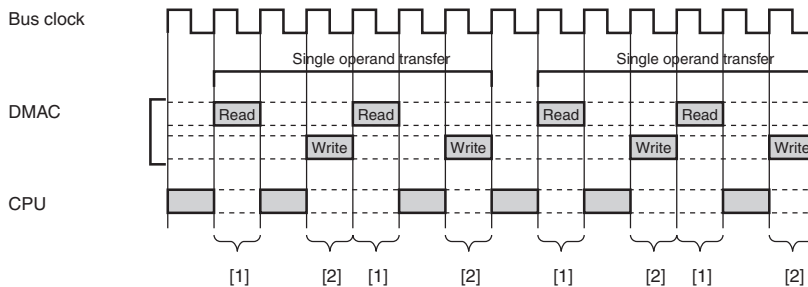 Bus clock
Single operand transfer Single operand transfer
DMAC Read Read Read Read
Write Write Write Write
CPU
[1] [2] [1] [2] [1] [2] [1] [2]